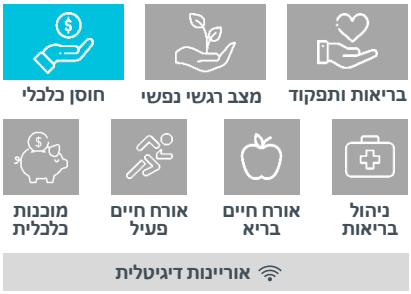 בריאות ותפקוד
מצב רגשי נפשי
חוסן כלכלי
ניהול
בריאות
אורח חיים
בריא
אורח חיים
פעיל
מוכנות
כלכלית
אוריינות דיגיטלית